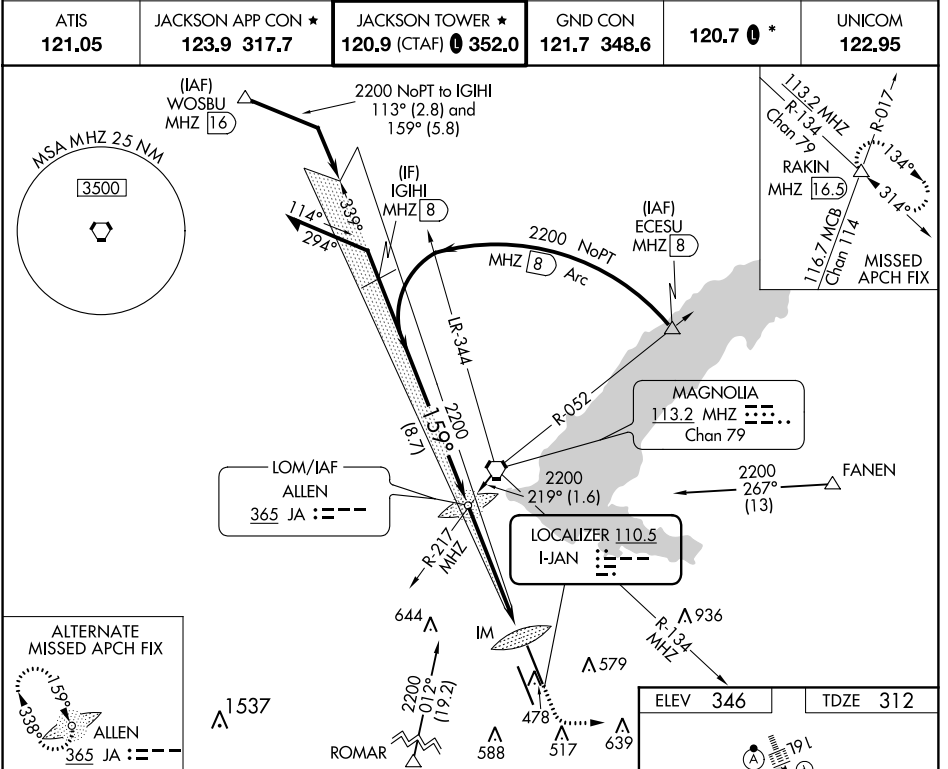 ATIS
121.05
JACKSON APP CON ★
123.9 317.7
JACKSON TOWER ★
120.9 (CTAF) L 352.0
GND CON
121.7 348.6
120.7 L *
UNICOM
122.95
MSA MHZ 25 NM
3500
(IAF)
WOSBU
MHZ 16
2200 NoPT to IGIHI
113° (2.8) and
159° (5.8)
(IF)
IGIHI
MHZ 8
339°
114°
294°
2200 NoPT
MHZ 8 Arc
(IAF)
ECESU
MHZ 8
113.2 MHZ
R-134
Chan 79
R-017
134°
314°
RAKIN
MHZ 16.5
116.7 MCB
Chan 114
MISSED
APCH FIX
LR-344
R-052
2200
159°
(8.7)
MAGNOLIA
113.2 MHZ
Chan 79
LOM/IAF
ALLEN
365 JA
2200
219° (1.6)
2200
267°
(13)
FANEN
R-217
MHZ
LOCALIZER 110.5
I-JAN
R-134
MHZ
644
IM
936
579
478
588
517
639
1537
2200
012°
(19.2)
ROMAR
ALTERNATE
MISSED APCH FIX
159°
338°
ALLEN
365 JA
ELEV 346
TDZE 312
A
16L